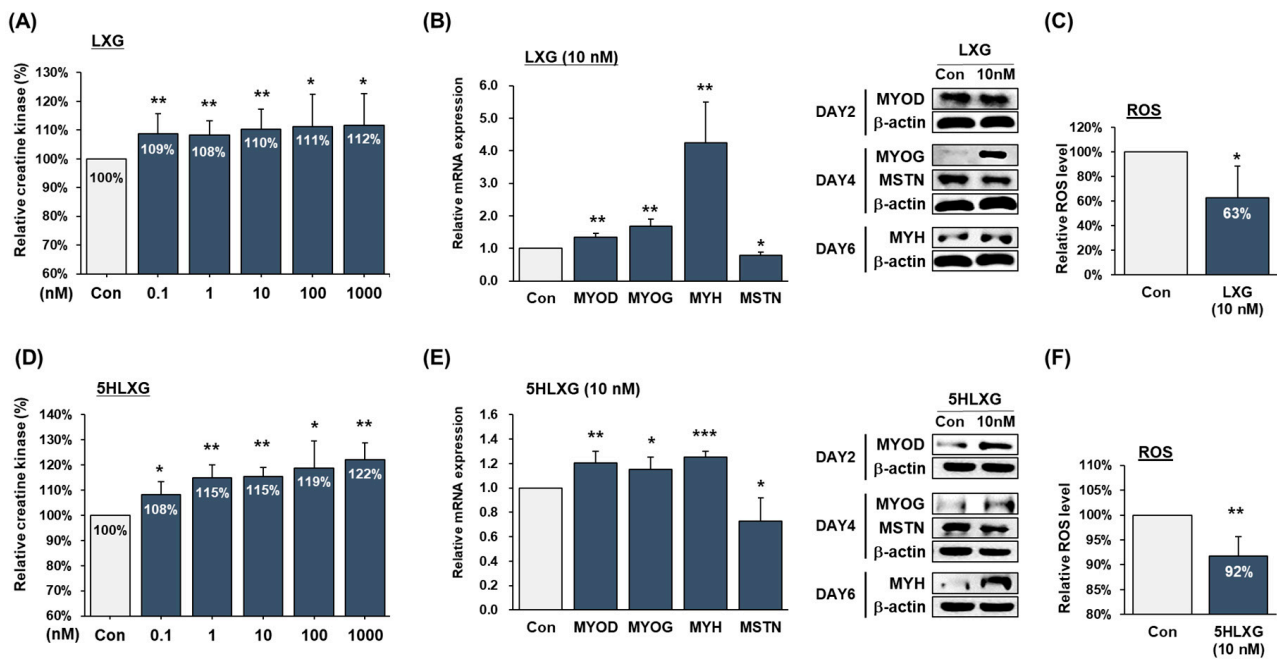 (A)
LXG
Relative creatine kinase (%)
130%
120%
110%
100%
90%
80%
70%
60%
** ** ** * *
100% 109% 108% 110% 111% 112%
(nM) Con 0.1 1 10 100 1000
(B)
LXG (10 nM)
Relative mRNA expression
6.0
5.0
4.0
3.0
2.0
1.0
0.0
** ** ** *
Con MYOD MYOG MYH MSTN
LXG
Con 10nM
DAY2
MYOD
β-actin
DAY4
MYOG
MSTN
β-actin
DAY6
MYH
β-actin
(C)
ROS
Relative ROS level
120%
100%
80%
60%
40%
20%
0%
*
63%
Con LXG
(10 nM)
(D)
5HLXG
Relative creatine kinase (%)
140%
130%
120%
110%
100%
90%
80%
70%
60%
* ** ** * **
100% 108% 115% 115% 119% 122%
(nM) Con 0.1 1 10 100 1000
(E)
5HLXG (10 nM)
Relative mRNA expression
1.6
1.4
1.2
1.0
0.8
0.6
0.4
0.2
0.0
** * *** *
Con MYOD MYOG MYH MSTN
5HLXG
Con 10nM
DAY2
MYOD
β-actin
DAY4
MYOG
MSTN
β-actin
DAY6
MYH
β-actin
(F)
ROS
Relative ROS level
110%
105%
100%
95%
90%
85%
80%
**
92%
Con 5HLXG
(10 nM)